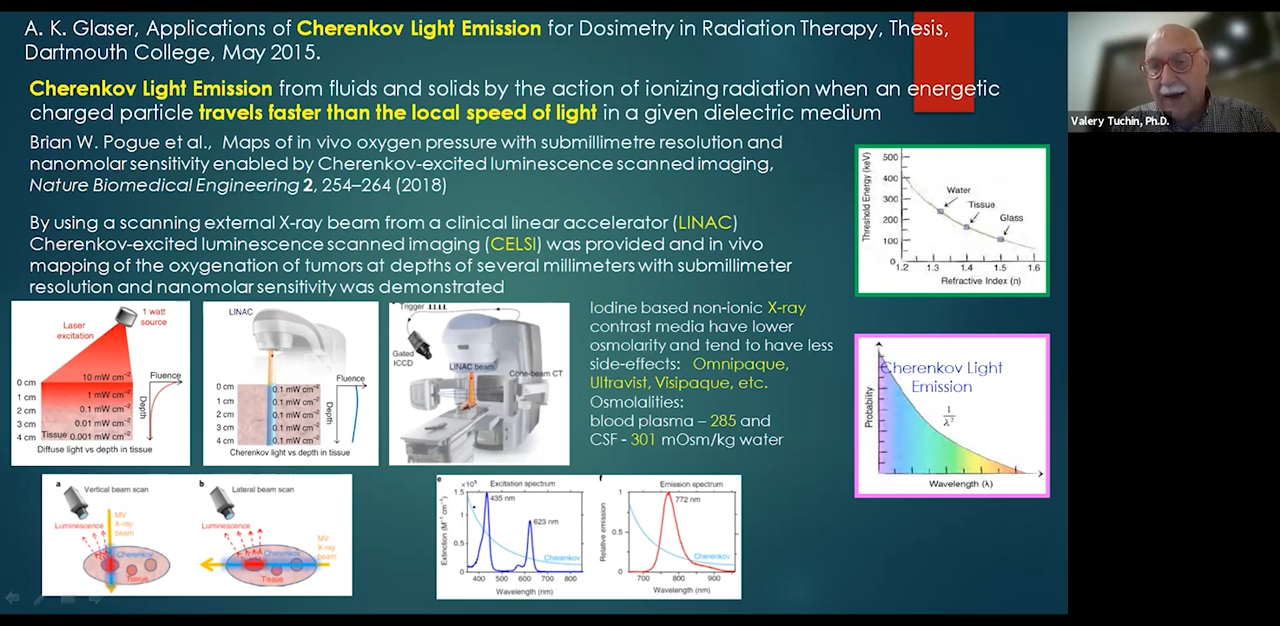 A. K. Glaser, Applications of Cherenkov Light Emission for Dosimetry in Radiation Therapy, Thesis,
Dartmouth College, May 2015.
Cherenkov Light Emission from fluids and solids by the action of ionizing radiation when an energetic
charged particle travels faster than the local speed of light in a given dielectric medium
Brian W. Pogue et al., Maps of in vivo oxygen pressure with submillimetre resolution and
nanomolar sensitivity enabled by Cherenkov-excited luminescence scanned imaging,
Nature Biomedical Engineering 2, 254–264 (2018)
By using a scanning external X-ray beam from a clinical linear accelerator (LINAC)
Cherenkov-excited luminescence scanned imaging (CELSI) was provided and in vivo
mapping of the oxygenation of tumors at depths of several millimeters with submillimeter
resolution and nanomolar sensitivity was demonstrated
Laser
excitation
1 watt
source
0 cm
1 cm
2 cm
3 cm
4 cm
10 mW cm⁻²
1 mW cm⁻²
0.1 mW cm⁻²
0.01 mW cm⁻²
Tissue 0.001 mW cm⁻²
Fluence
Depth
Diffuse light vs depth in tissue
LINAC
0 cm
1 cm
2 cm
3 cm
4 cm
0.1 mW cm⁻²
0.1 mW cm⁻²
0.1 mW cm⁻²
0.1 mW cm⁻²
0.1 mW cm⁻²
Fluence
Depth
Cherenkov light vs depth in tissue
Trigger
Gated
ICCD
LINAC beam
Cone-beam CT
Iodine based non-ionic X-ray
contrast media have lower
osmolarity and tend to have less
side-effects: Omnipaque,
Ultravist, Visipaque, etc.
Osmolalities:
blood plasma – 285 and
CSF - 301 mOsm/kg water
a Vertical beam scan
Luminescence
MV
X-ray
beam
Cherenkov
Tissue
b Lateral beam scan
Luminescence
Cherenkov
MV
X-ray
beam
Tissue
e ×10⁵ Excitation spectrum
435 nm
623 nm
Cherenkov
Extinction (M⁻¹ cm⁻¹)
1.5
1
0.5
0
400 500 600 700 800
Wavelength (nm)
f Emission spectrum
772 nm
Cherenkov
Relative emission
1
0.5
0
700 800 900
Wavelength (nm)
Threshold Energy (keV)
500
400
300
200
100
0
Water
Tissue
Glass
1.2 1.3 1.4 1.5 1.6
Refractive Index (n)
Cherenkov Light
Emission
1
λ²
Probability
Wavelength (λ)
Valery Tuchin, Ph.D.